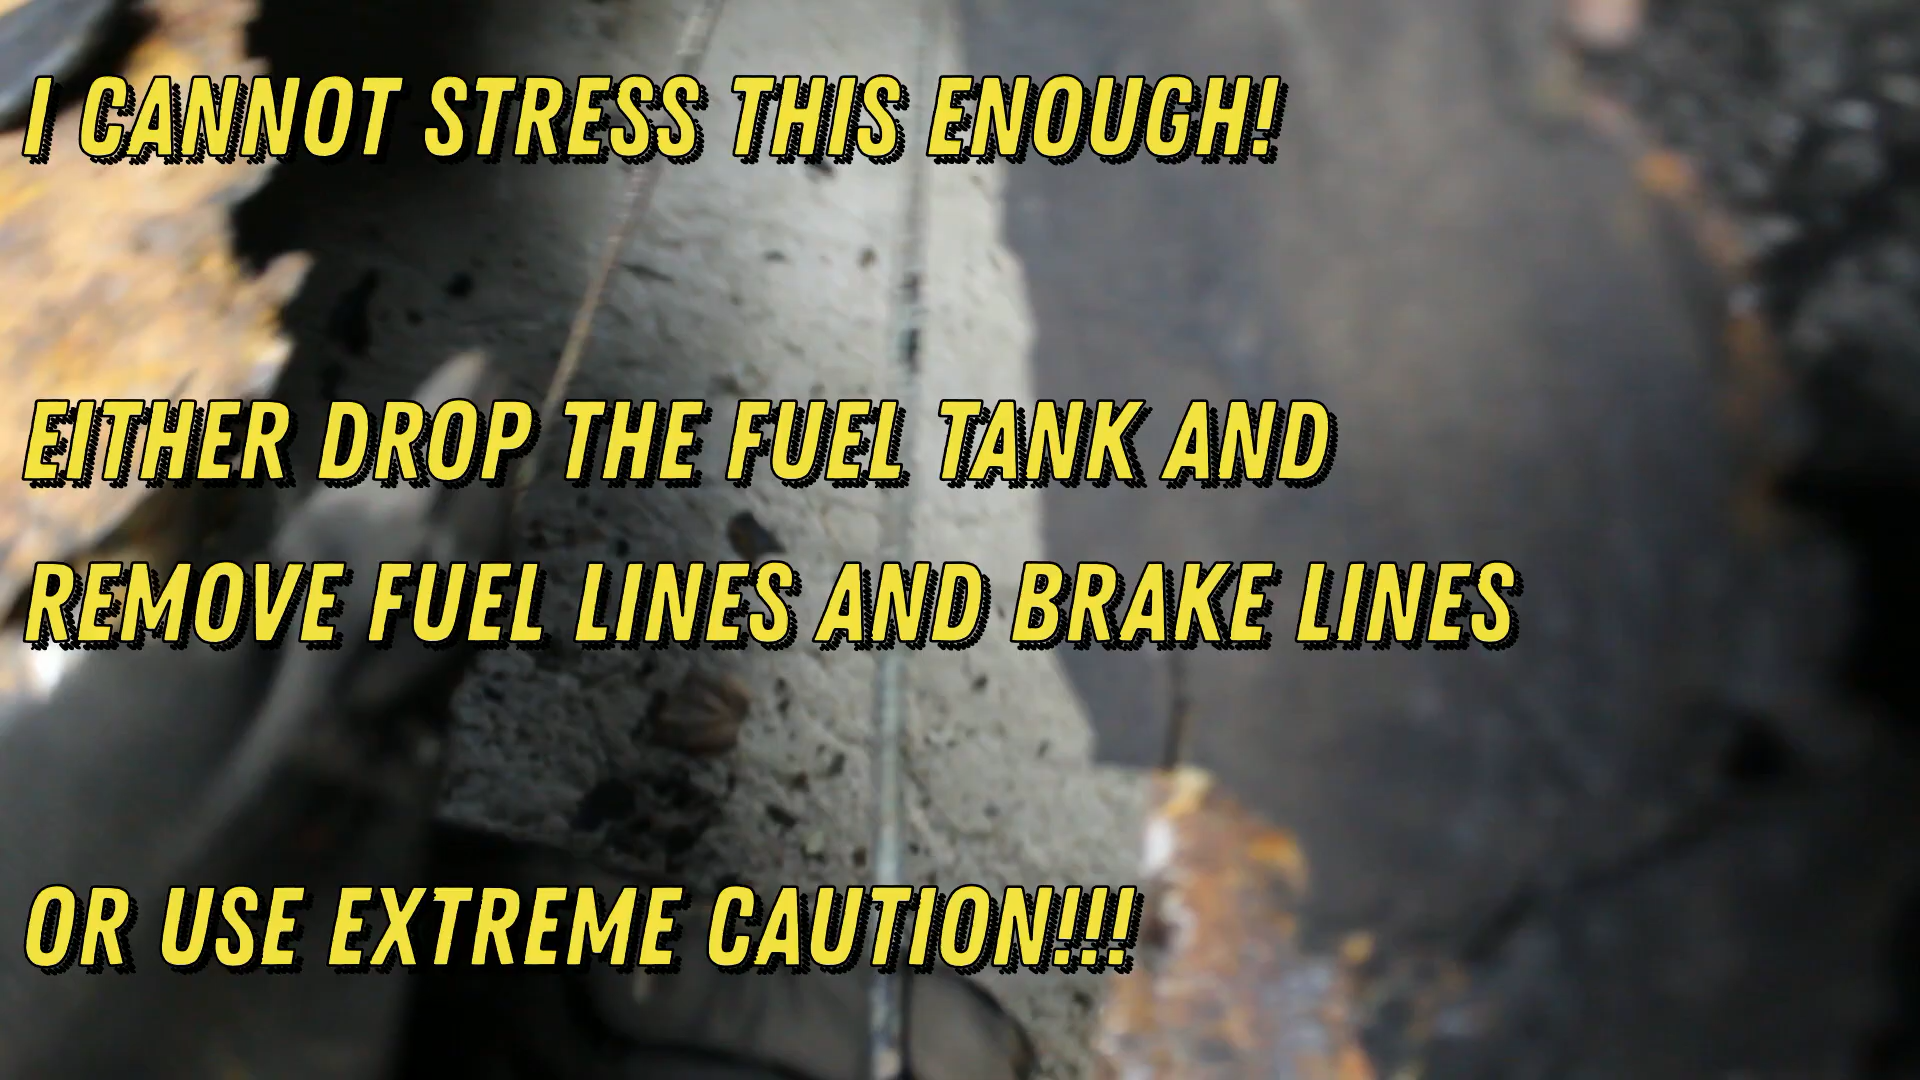 I CANNOT STRESS THIS ENOUGH!
EITHER DROP THE FUEL TANK AND
REMOVE FUEL LINES AND BRAKE LINES
OR USE EXTREME CAUTION!!!